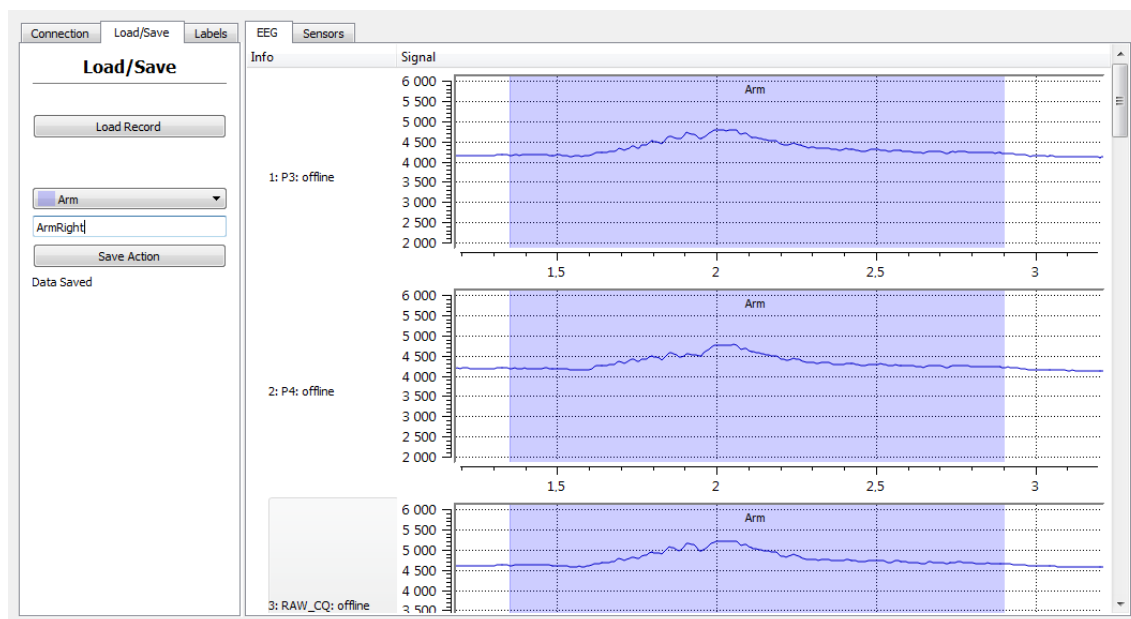 Connection Load/Save Labels
Load/Save
Load Record
Arm
ArmRight
Save Action
Data Saved
EEG Sensors
Info Signal
Arm
6 000
5 500
5 000
4 500
4 000
3 500
3 000
2 500
2 000
1: P3: offline
1,5 2 2,5 3
Arm
6 000
5 500
5 000
4 500
4 000
3 500
3 000
2 500
2 000
2: P4: offline
1,5 2 2,5 3
Arm
6 000
5 500
5 000
4 500
4 000
3 500
3: RAW_CQ: offline